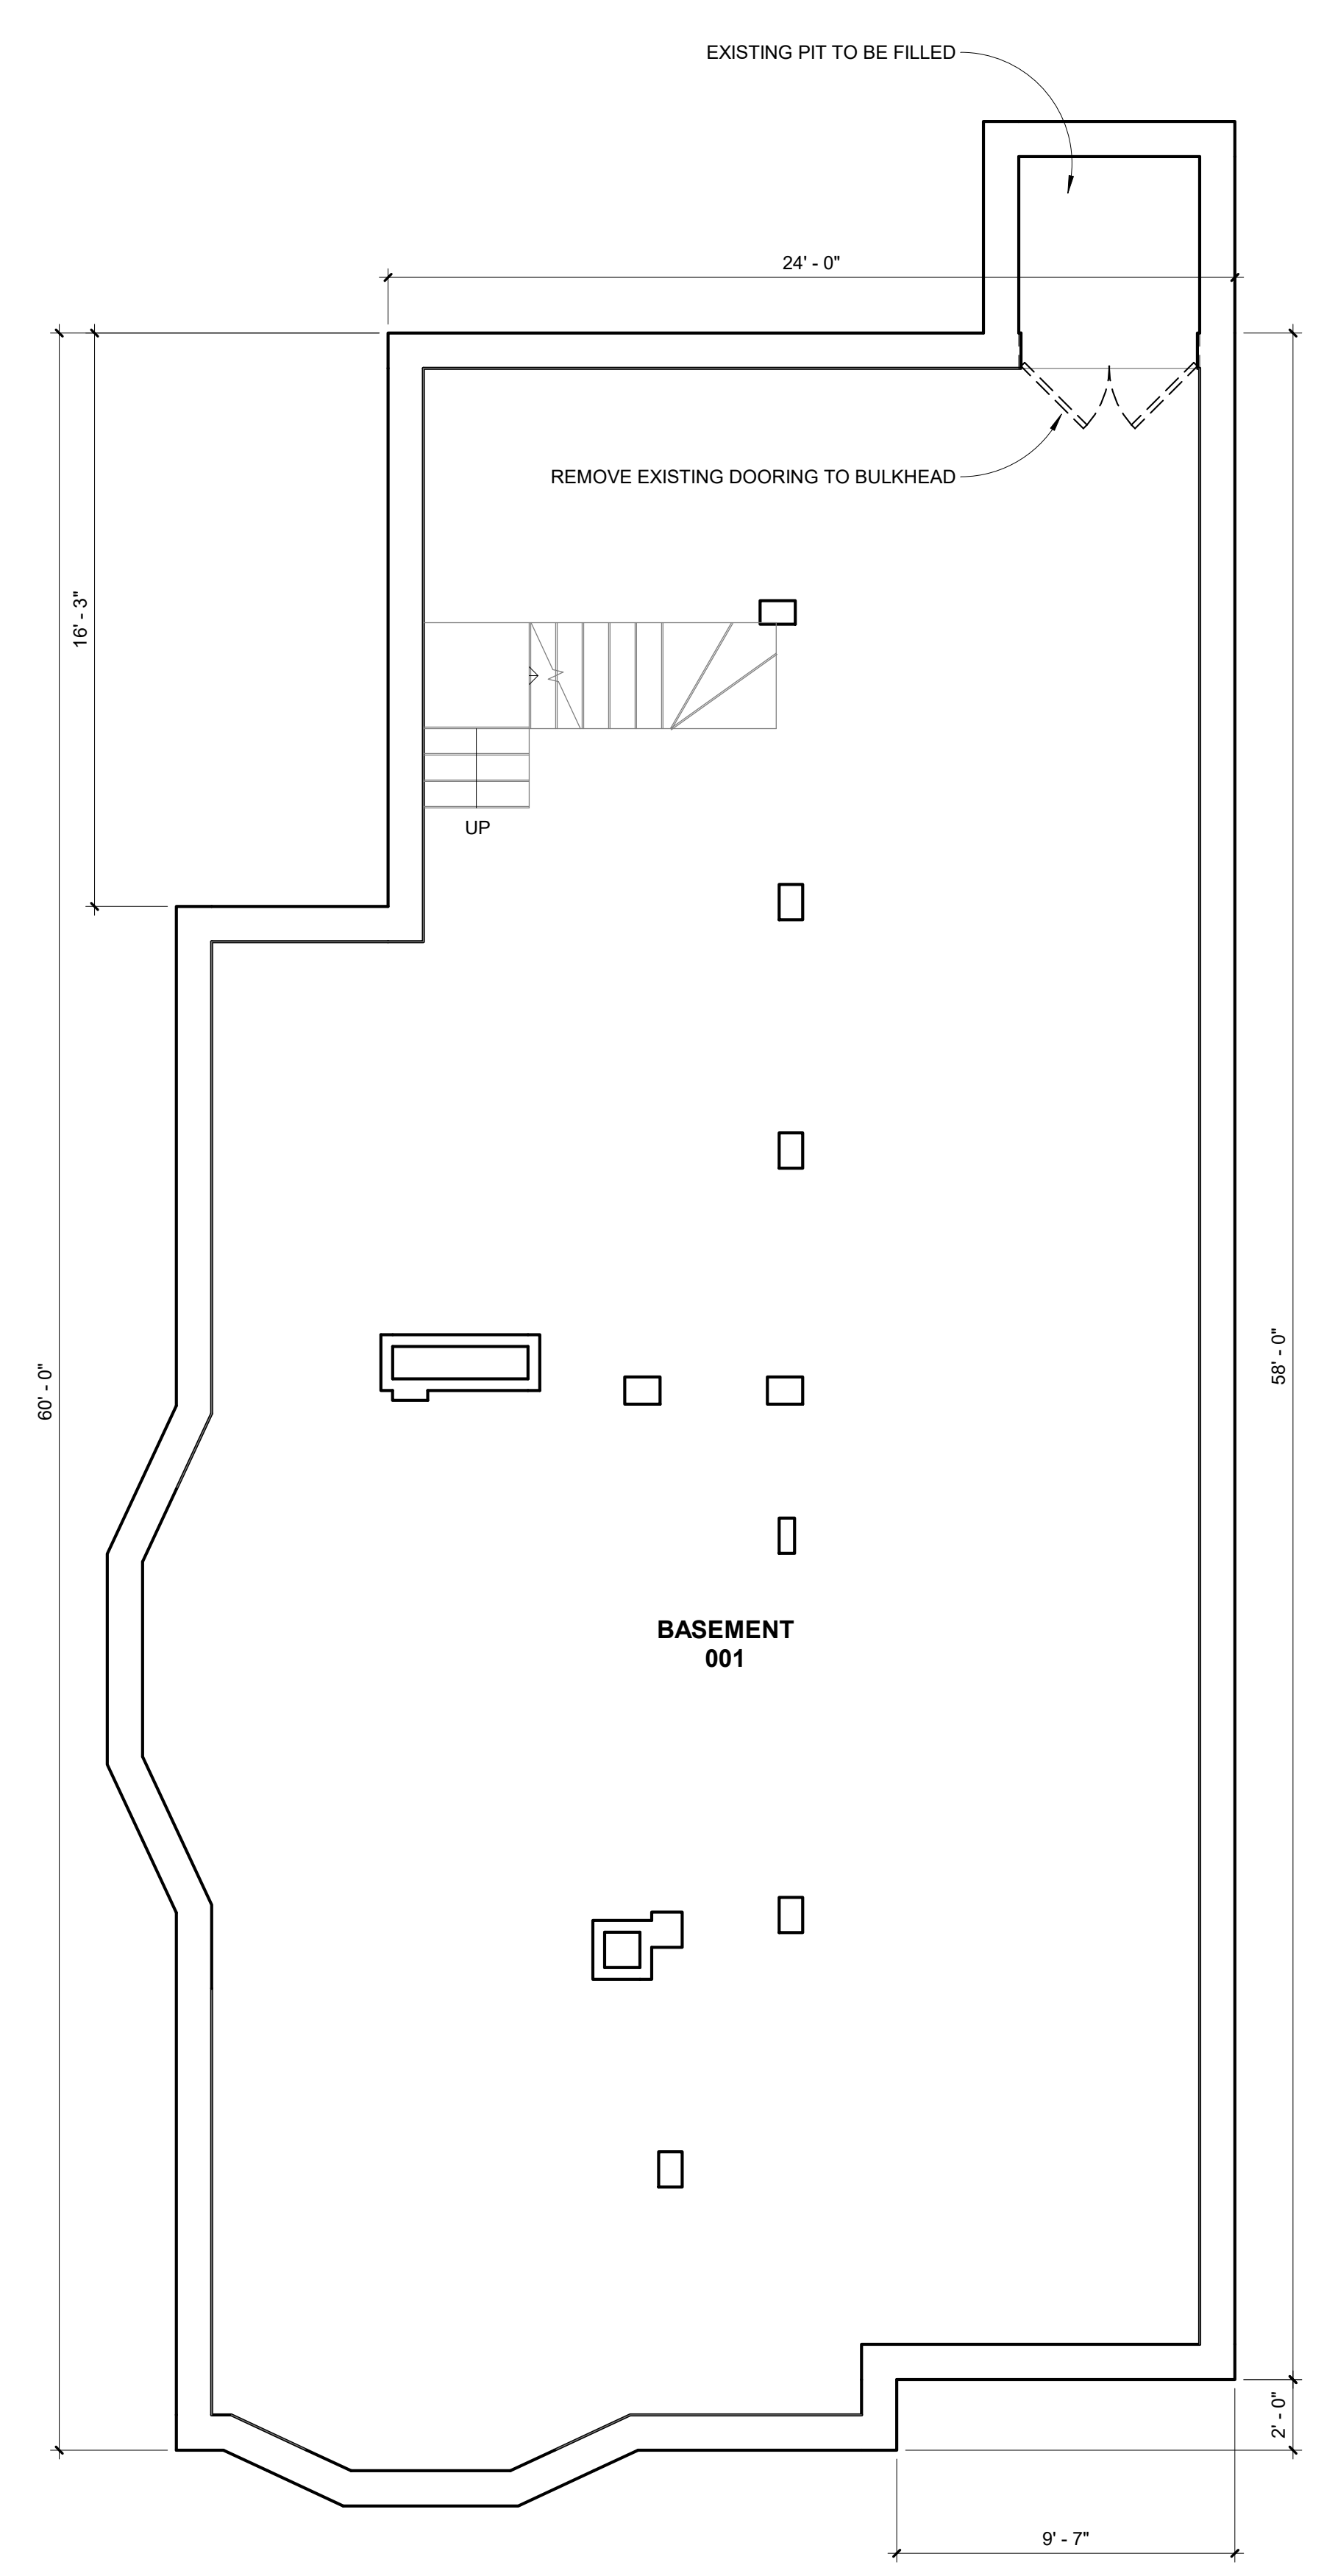 EXISTING PIT TO BE FILLED
24' - 0"
REMOVE EXISTING DOORING TO BULKHEAD
16' - 3"
UP
60' - 0"
58' - 0"
BASEMENT
001
2' - 0"
9' - 7"